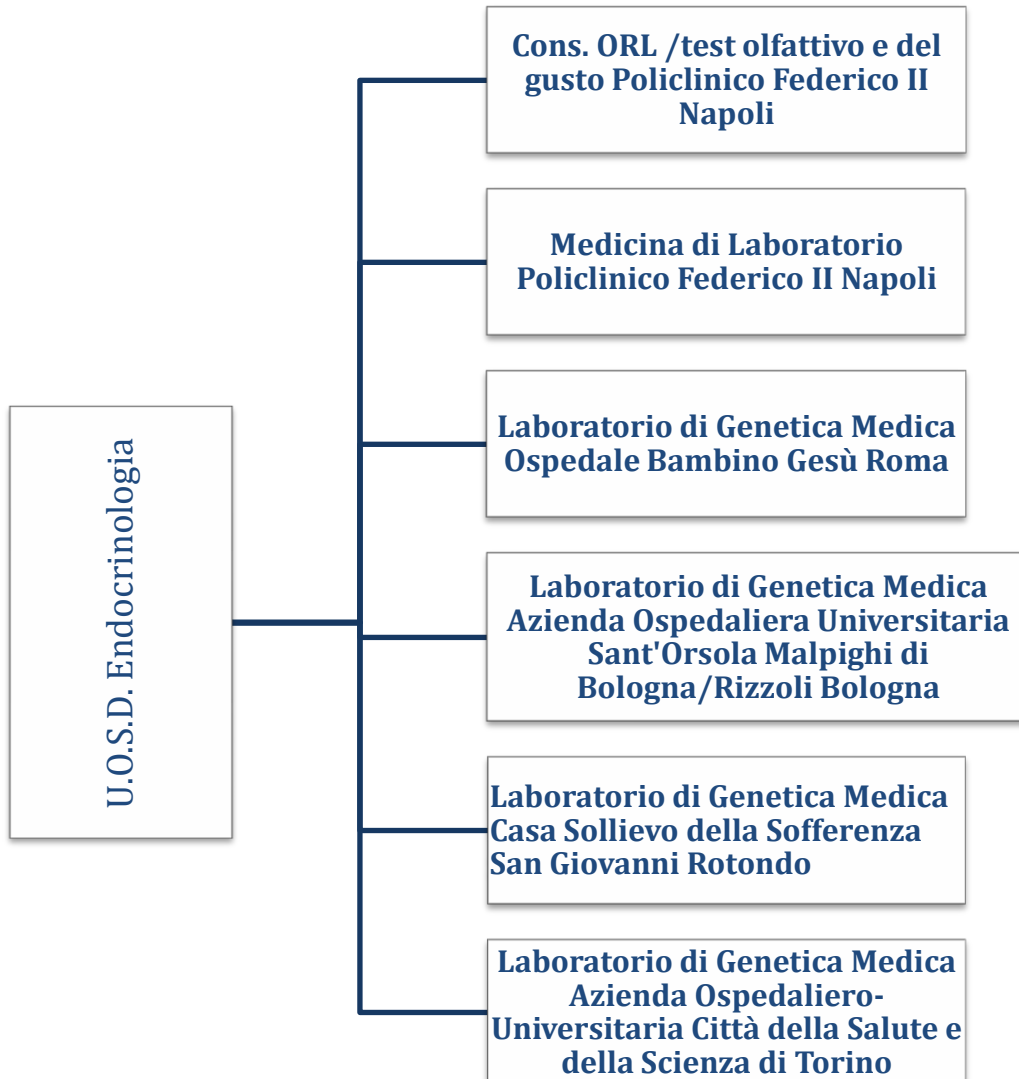 U.O.S.D. Endocrinologia
Cons. ORL /test olfattivo e del
gusto Policlinico Federico II
Napoli
Medicina di Laboratorio
Policlinico Federico II Napoli
Laboratorio di Genetica Medica
Ospedale Bambino Gesù Roma
Laboratorio di Genetica Medica
Azienda Ospedaliera Universitaria
Sant'Orsola Malpighi di
Bologna/Rizzoli Bologna
Laboratorio di Genetica Medica
Casa Sollievo della Sofferenza
San Giovanni Rotondo
Laboratorio di Genetica Medica
Azienda Ospedaliero-
Universitaria Città della Salute e
della Scienza di Torino